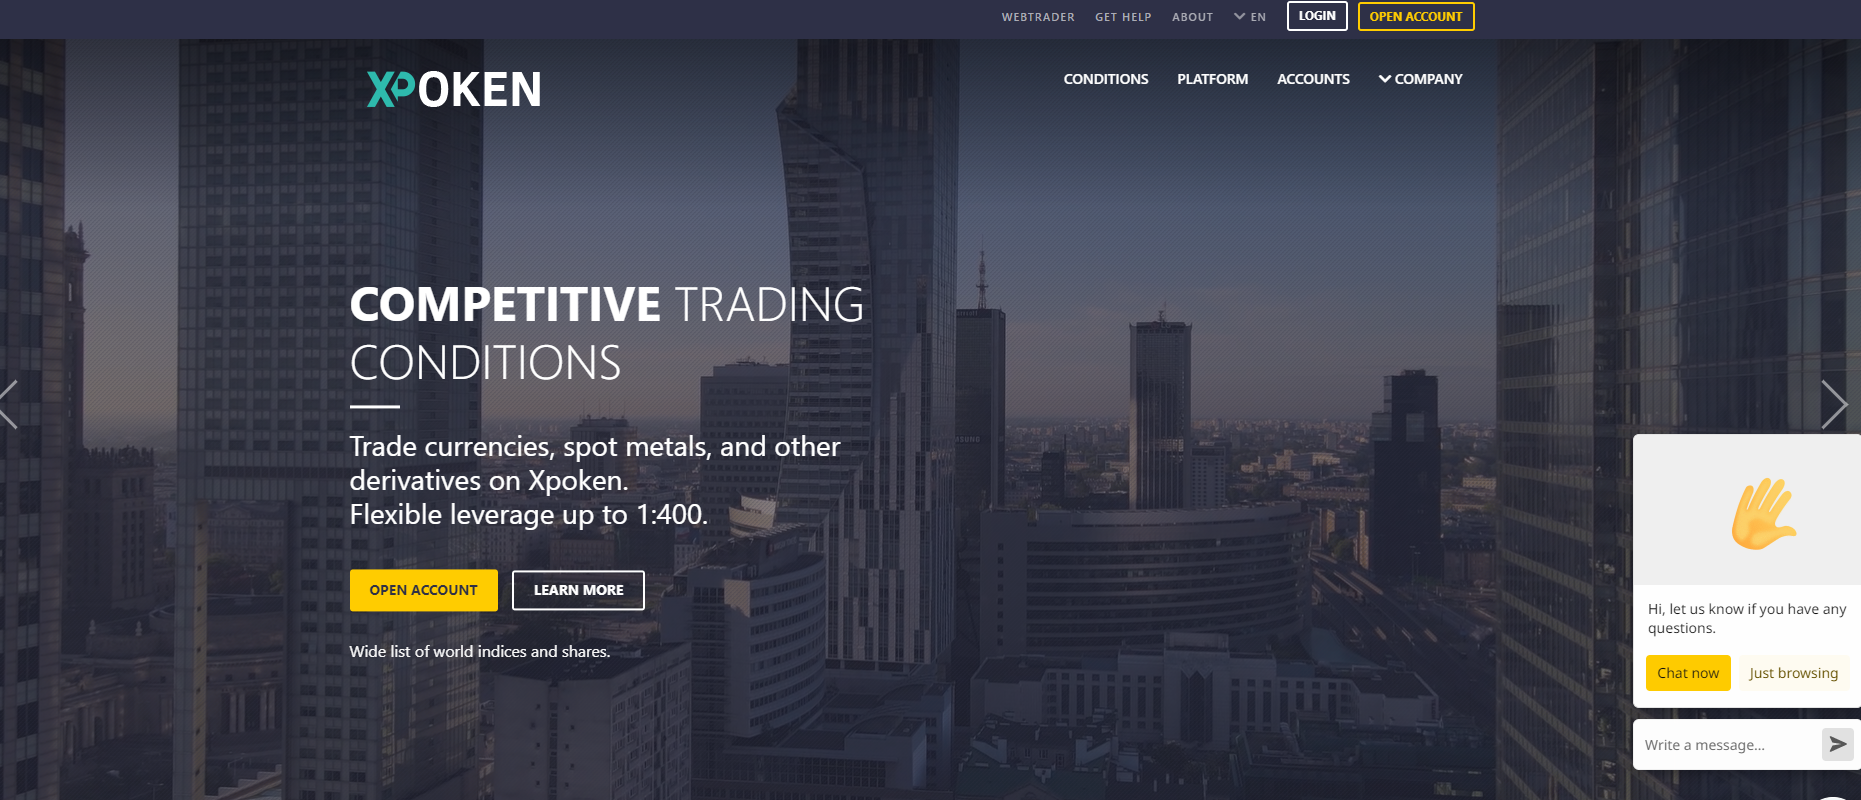 WEBTRADER GET HELP ABOUT EN LOGIN OPEN ACCOUNT
XPOKEN
CONDITIONS PLATFORM ACCOUNTS COMPANY
COMPETITIVE TRADING
CONDITIONS
Trade currencies, spot metals, and other
derivatives on Xpoken.
Flexible leverage up to 1:400.
OPEN ACCOUNT LEARN MORE
Wide list of world indices and shares.
Hi, let us know if you have any
questions.
Chat now Just browsing
Write a message...